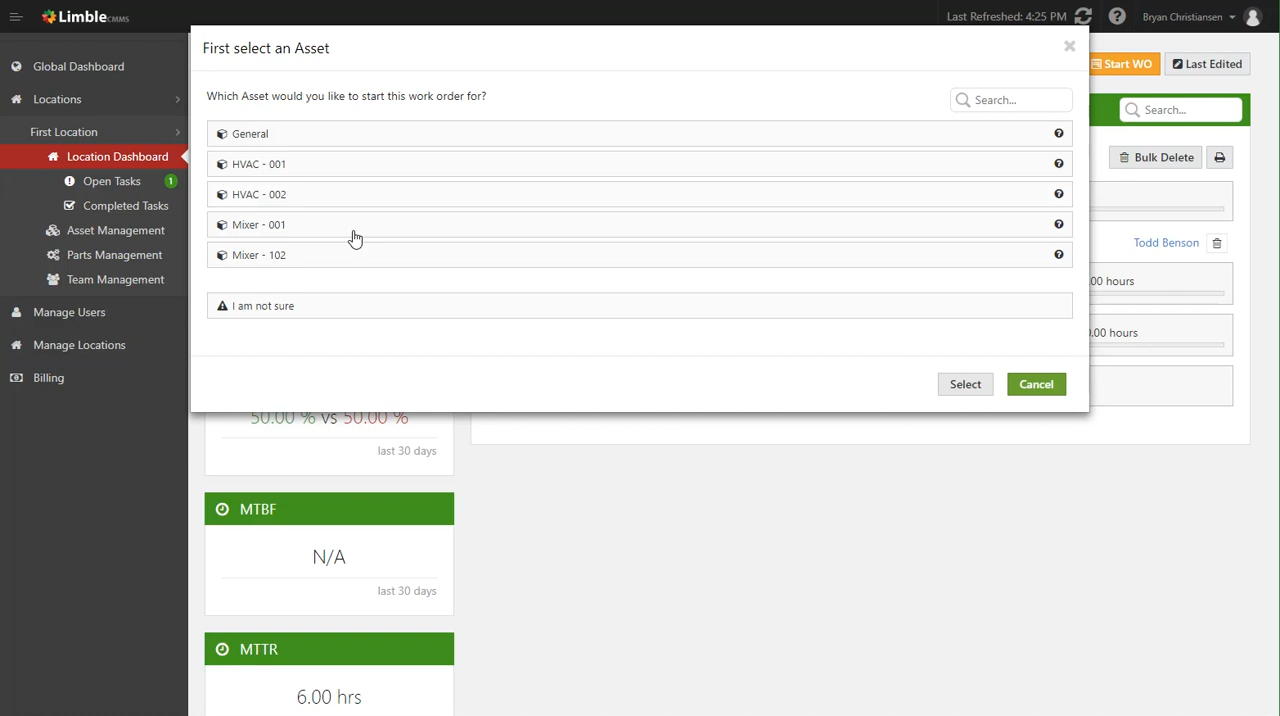 LimbleCMMS
Last Refreshed: 4:25 PM
Bryan Christiansen
Global Dashboard
Locations
First Location
Location Dashboard
Open Tasks 1
Completed Tasks
Asset Management
Parts Management
Team Management
Manage Users
Manage Locations
Billing
First select an Asset
Which Asset would you like to start this work order for?
Search...
General
HVAC - 001
HVAC - 002
Mixer - 001
Mixer - 102
I am not sure
Select
Cancel
Start WO
Last Edited
Search...
Bulk Delete
Todd Benson
.00 hours
.00 hours
50.00 % vs 50.00 %
last 30 days
MTBF
N/A
last 30 days
MTTR
6.00 hrs